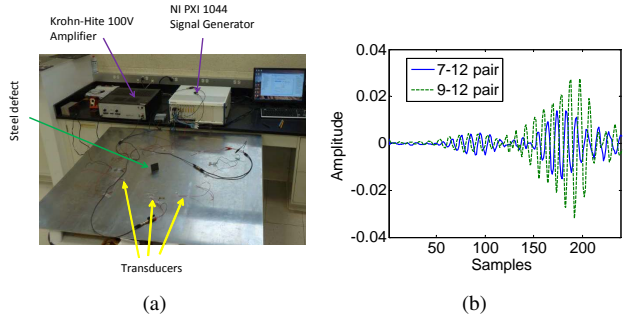 Krohn-Hite 100V
Amplifier
NI PXI 1044
Signal Generator
Steel defect
Transducers
(a)
0.04
0.02
0
-0.02
-0.04
Amplitude
7-12 pair
9-12 pair
50
100
150
200
Samples
(b)